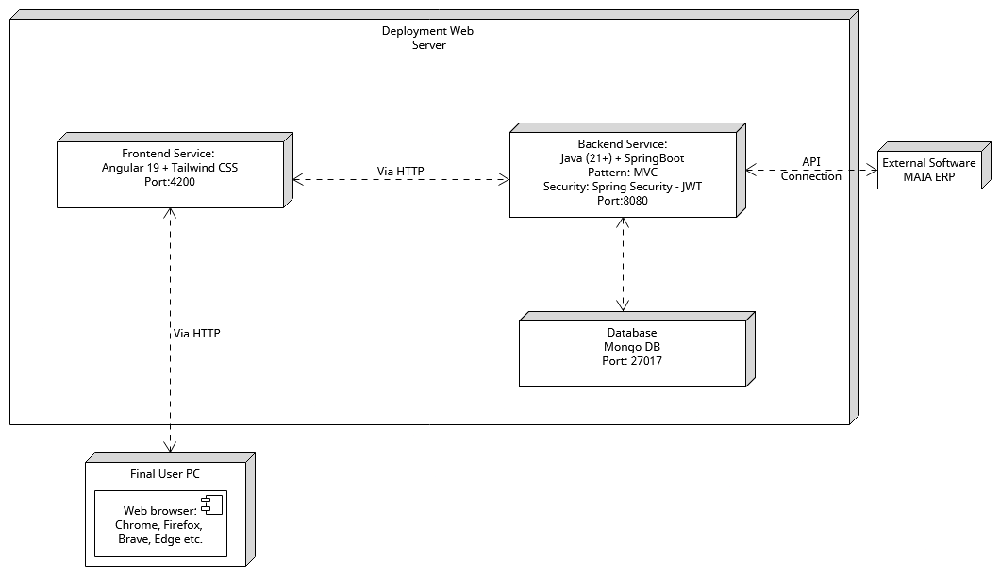 Deployment Web
Server
Frontend Service:
Angular 19 + Tailwind CSS
Port:4200
Via HTTP
Backend Service:
Java (21+) + SpringBoot
Pattern: MVC
Security: Spring Security - JWT
Port:8080
API
Connection
External Software
MAIA ERP
Via HTTP
Database
Mongo DB
Port: 27017
Final User PC
Web browser:
Chrome, Firefox,
Brave, Edge etc.